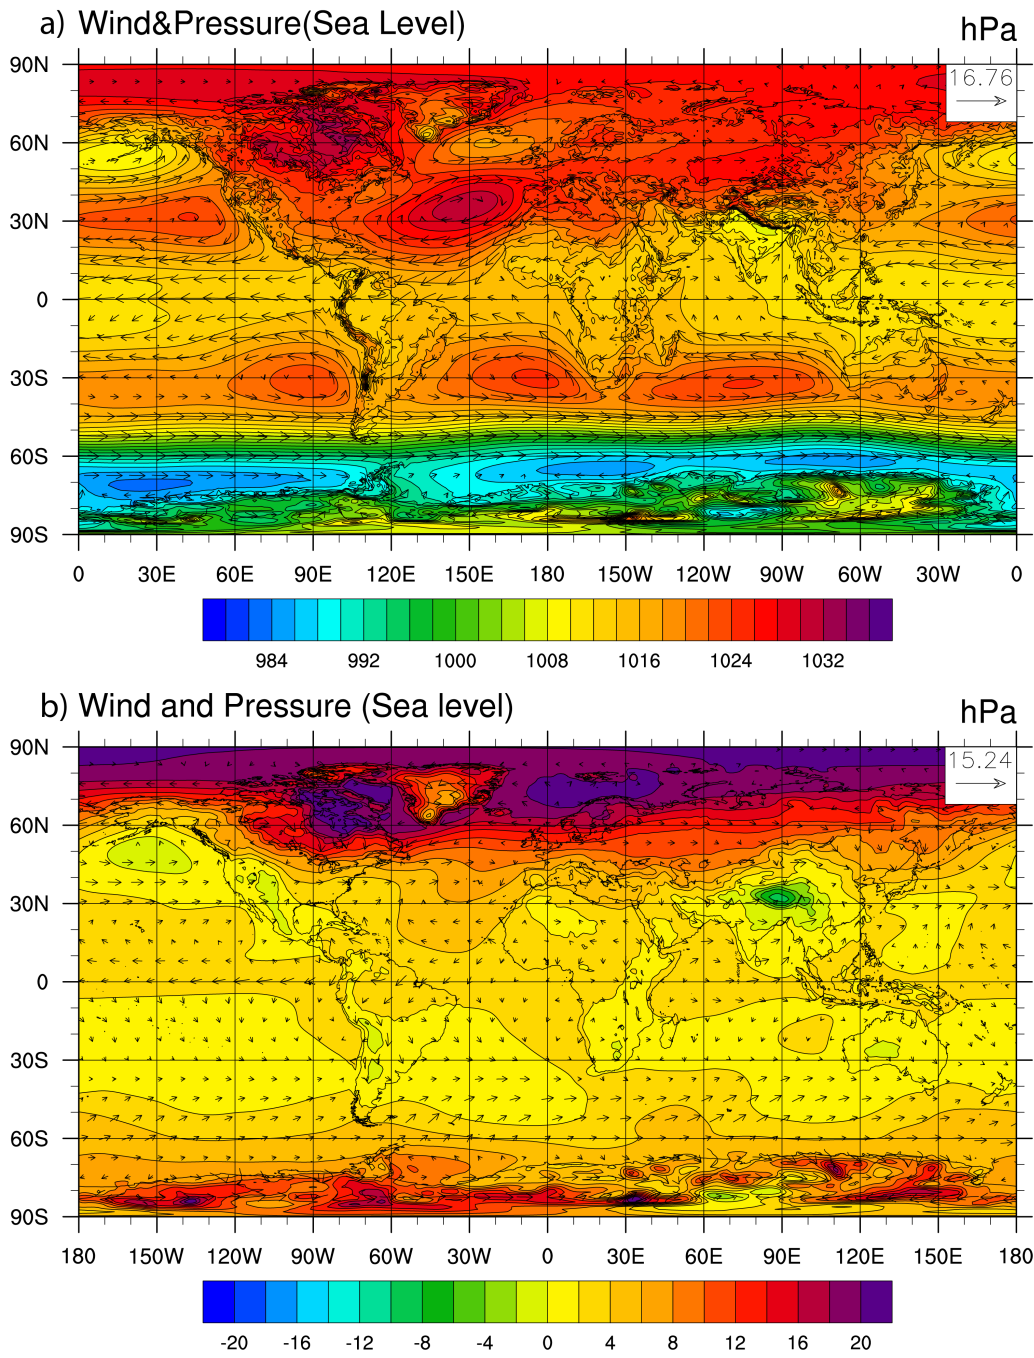 a) Wind&Pressure(Sea Level)
hPa
90N
16.76
60N
30N
0
30S
60S
90S
0 30E 60E 90E 120E 150E 180 150W 120W 90W 60W 30W 0
984 992 1000 1008 1016 1024 1032
b) Wind and Pressure (Sea level)
hPa
90N
15.24
60N
30N
0
30S
60S
90S
180 150W 120W 90W 60W 30W 0 30E 60E 90E 120E 150E 180
-20 -16 -12 -8 -4 0 4 8 12 16 20